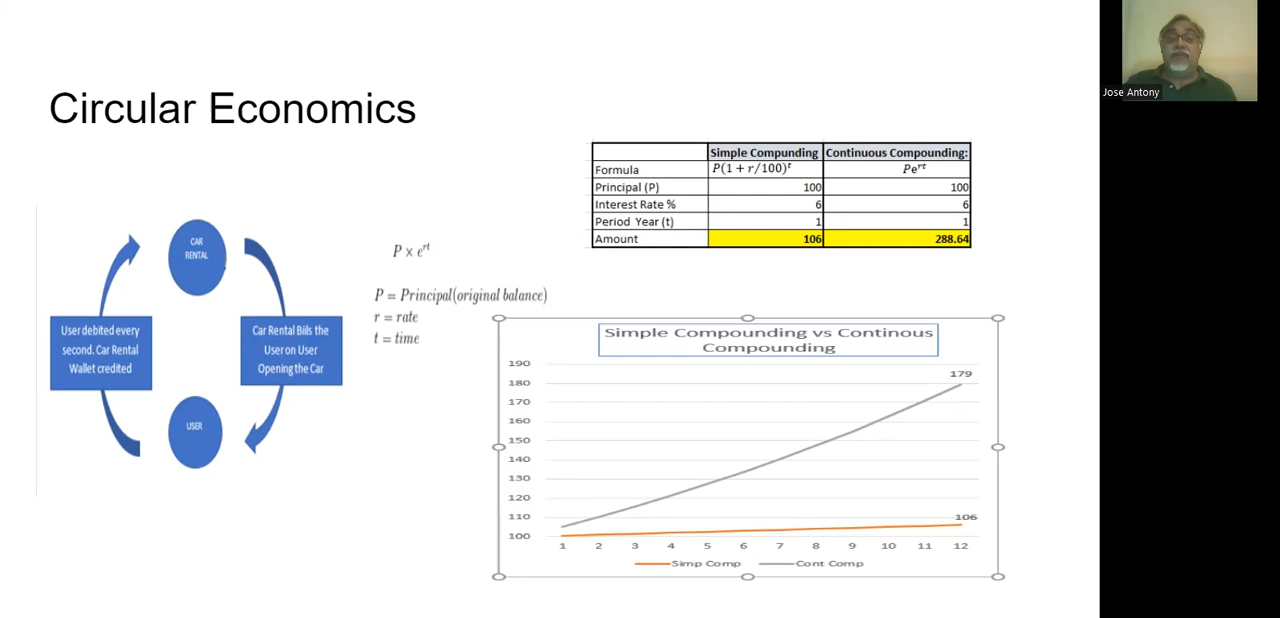 Circular Economics
CAR
RENTAL
User debited every
second. Car Rental
Wallet credited
Car Rental Bills the
User on User
Opening the Car
USER
P x e^rt
P = Principal(original balance)
r = rate
t = time
Simple Compunding Continuous Compounding:
Formula P(1 + r/100)^t Pe^rt
Principal (P) 100 100
Interest Rate % 6 6
Period Year (t) 1 1
Amount 106 288.64
Simple Compounding vs Continous
Compounding
190
180
170
160
150
140
130
120
110
100
179
106
1 2 3 4 5 6 7 8 9 10 11 12
Simp Comp Cont Comp
Jose Antony